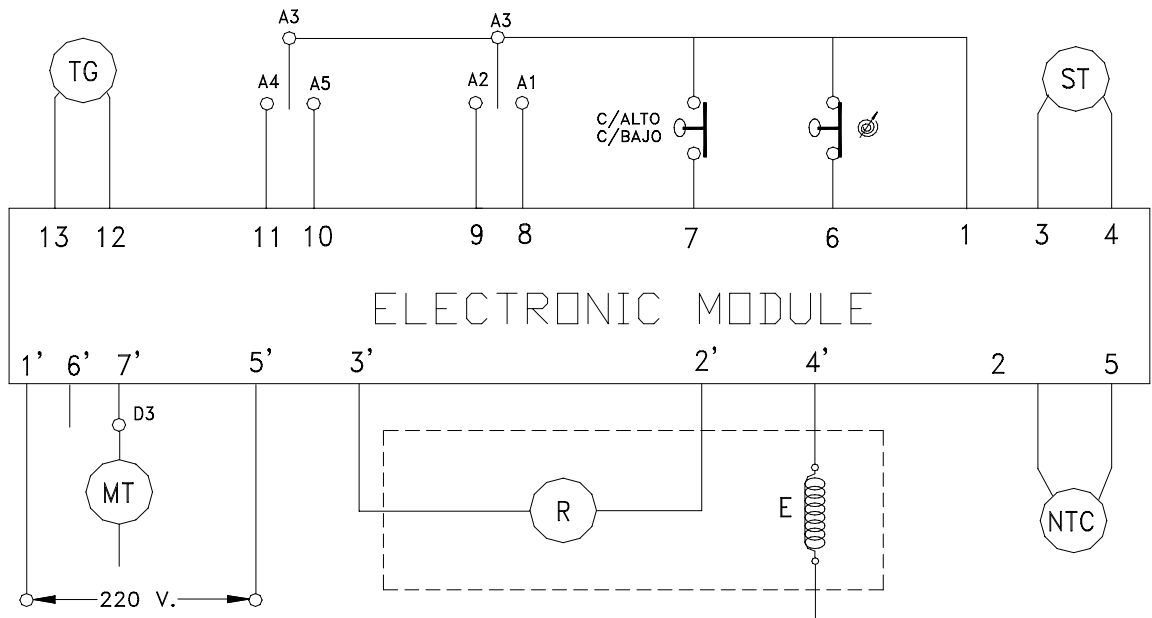 A3 A3
TG ST
A4 A5 A2 A1
C/ALTO
C/BAJO
13 12 11 10 9 8 7 6 1 3 4
ELECTRONIC MODULE
1' 6' 7' 5' 3' 2' 4' 2 5
D3
MT R E NTC
220 V.